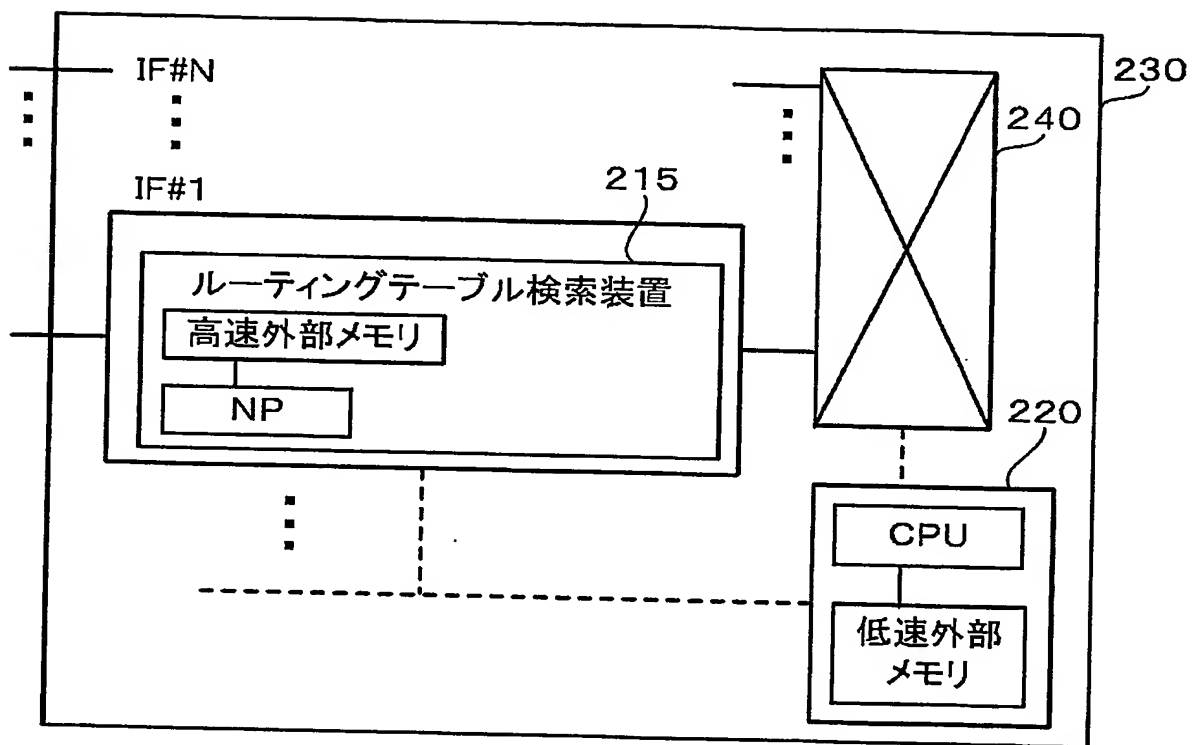 IF#N
230
240
IF#1
215
ルーティングテーブル検索装置
高速外部メモリ
NP
220
CPU
低速外部
メモリ